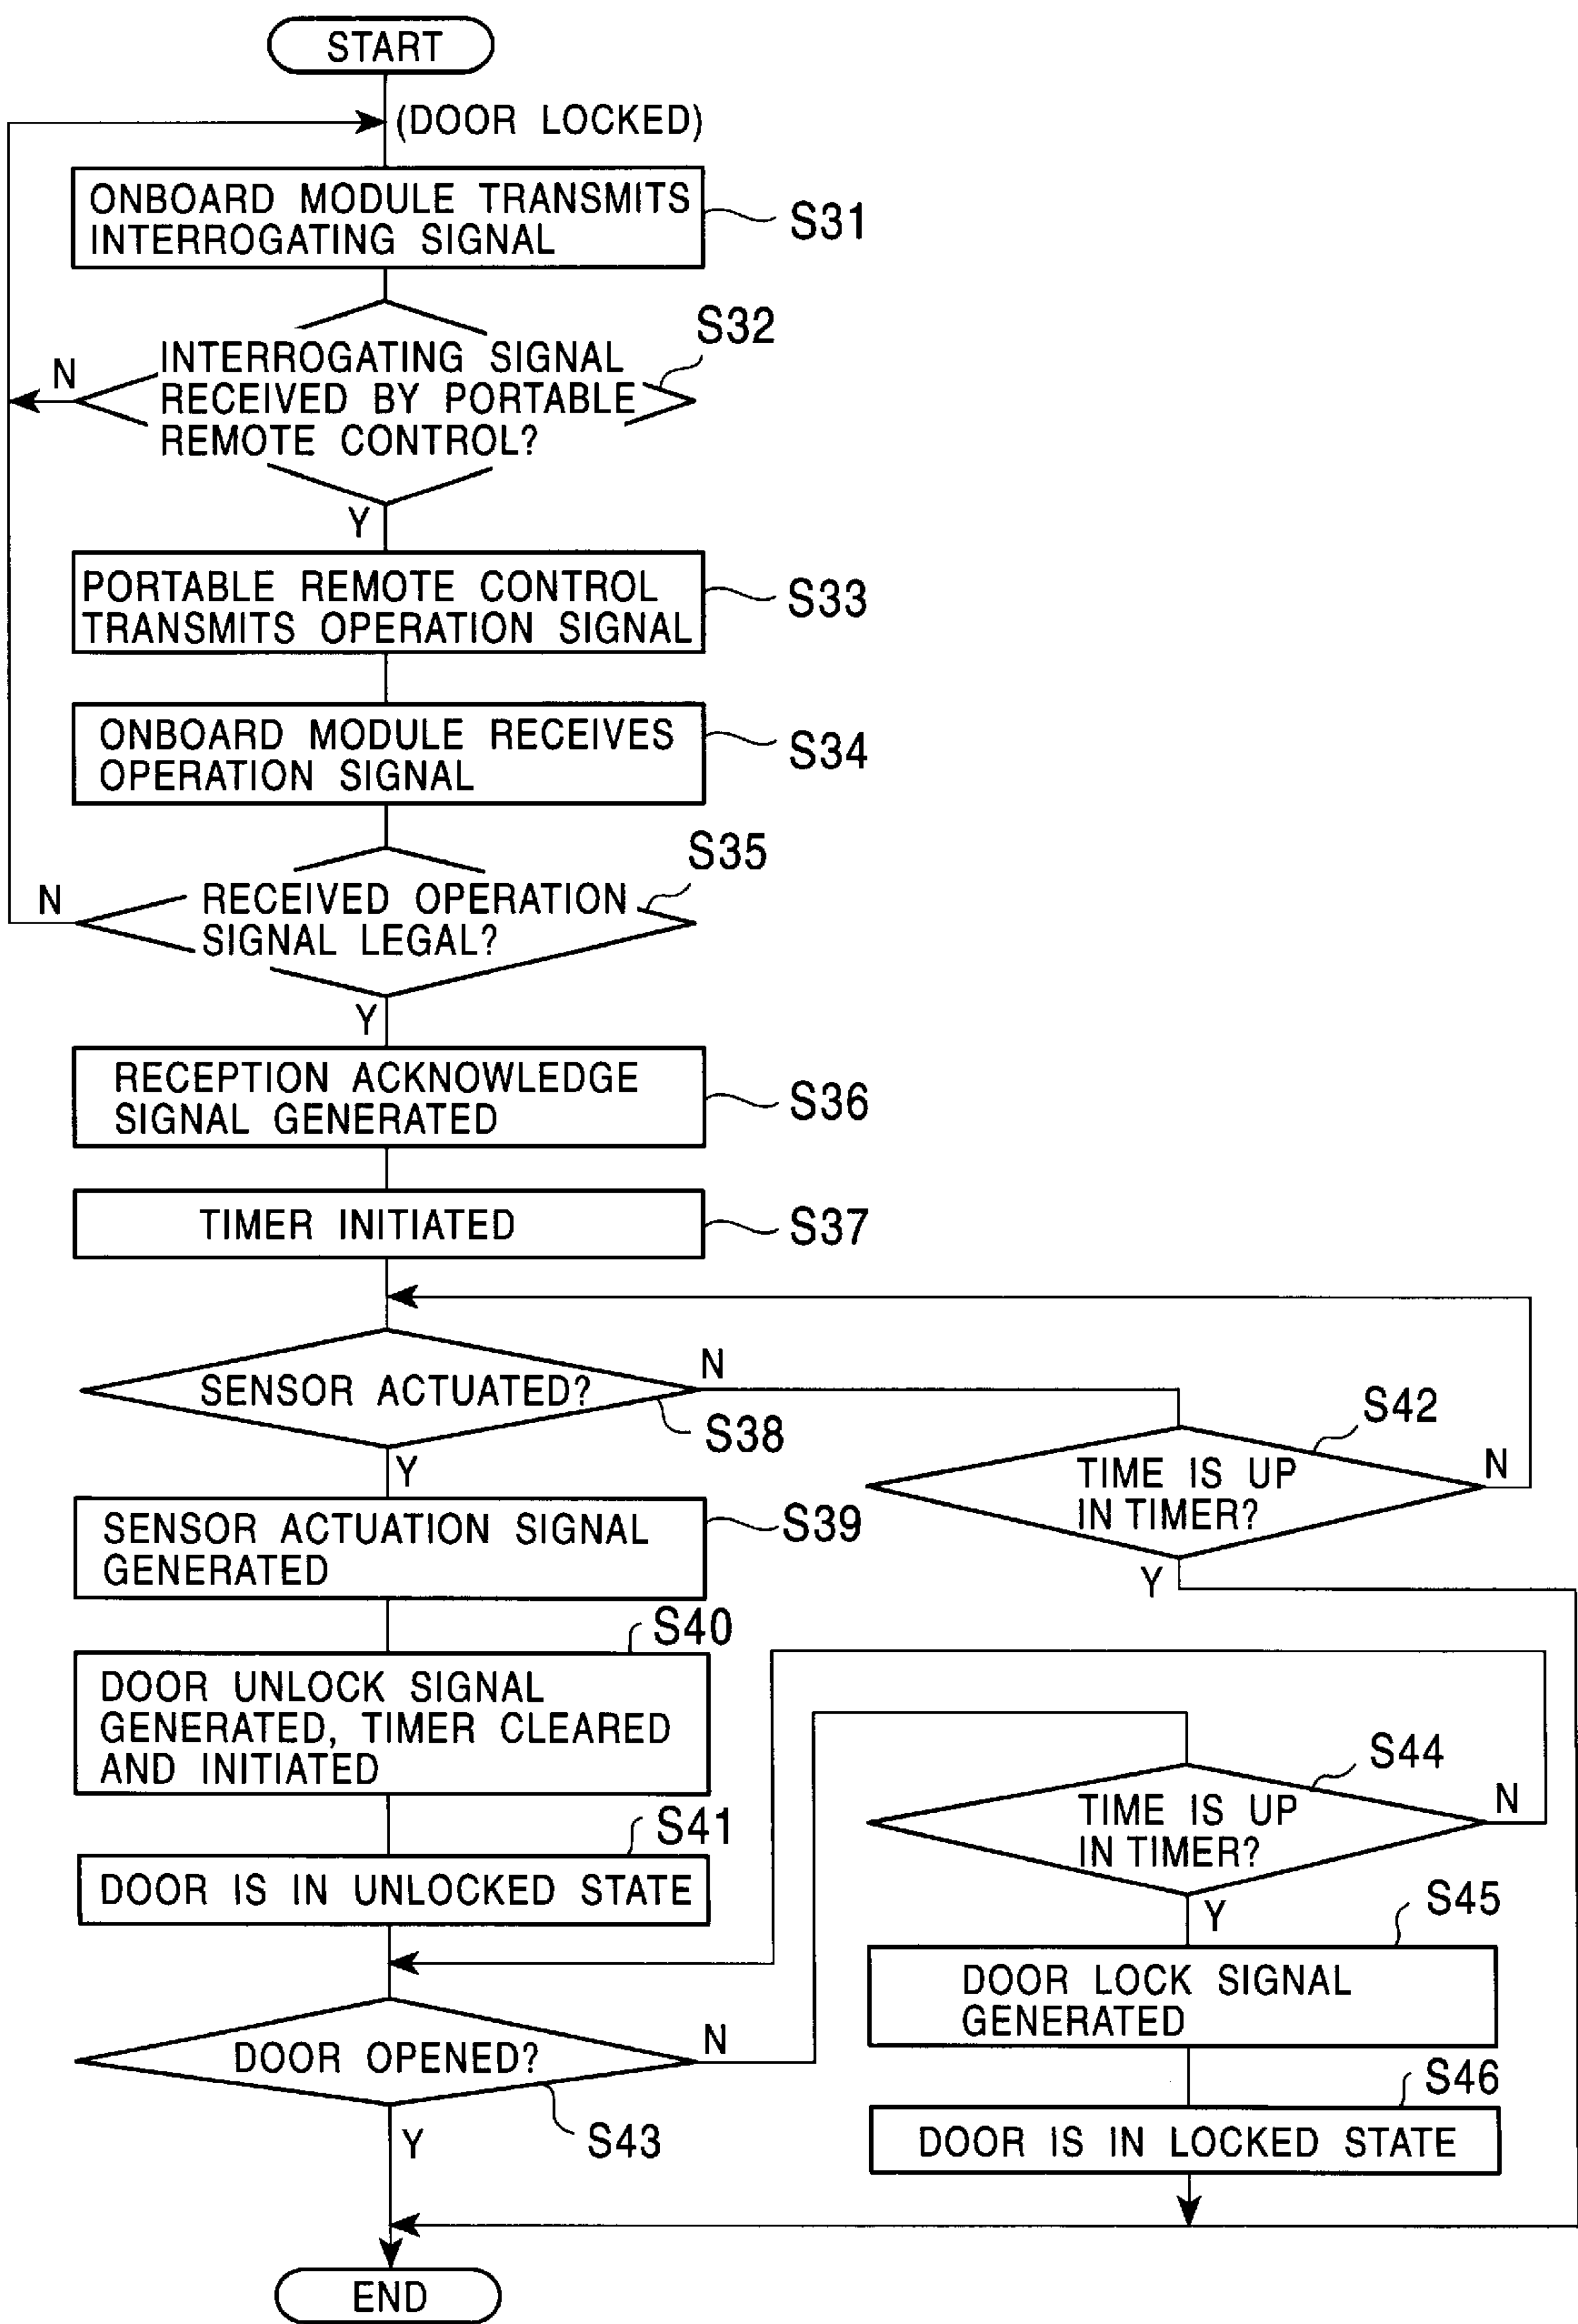 START
(DOOR LOCKED)
ONBOARD MODULE TRANSMITS
INTERROGATING SIGNAL
S31
S32
INTERROGATING SIGNAL
RECEIVED BY PORTABLE
REMOTE CONTROL?
N
Y
PORTABLE REMOTE CONTROL
TRANSMITS OPERATION SIGNAL
S33
ONBOARD MODULE RECEIVES
OPERATION SIGNAL
S34
S35
RECEIVED OPERATION
SIGNAL LEGAL?
N
Y
RECEPTION ACKNOWLEDGE
SIGNAL GENERATED
S36
TIMER INITIATED
S37
SENSOR ACTUATED?
N
S38
Y
S42
TIME IS UP
IN TIMER?
N
Y
SENSOR ACTUATION SIGNAL
GENERATED
S39
S40
DOOR UNLOCK SIGNAL
GENERATED, TIMER CLEARED
AND INITIATED
S41
DOOR IS IN UNLOCKED STATE
S44
TIME IS UP
IN TIMER?
N
Y
S45
DOOR LOCK SIGNAL
GENERATED
S46
DOOR IS IN LOCKED STATE
DOOR OPENED?
N
S43
Y
END